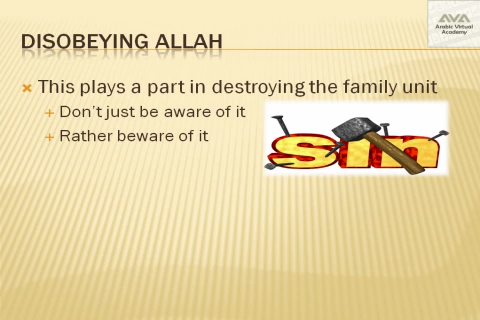 AVA
Arabic Virtual
Academy
DISOBEYING ALLAH
This plays a part in destroying the family unit
Don't just be aware of it
Rather beware of it
sin